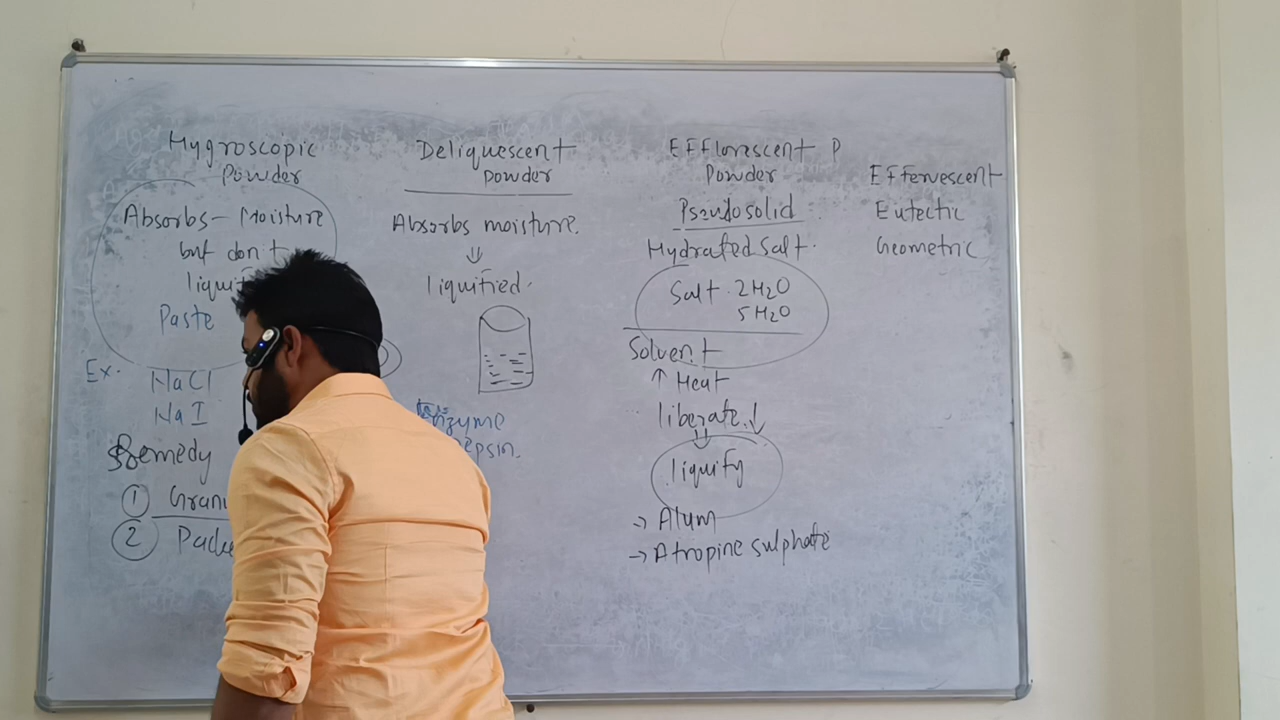 Hygroscopic
Powder
Absorbs - Moisture
but don't
Paste
Ex.
NaCl
NaI
Remedy
①
②
Deliquescent
powder
Absorbs moisture.
⇓
liquified.
EFFlorescent P
Powder
Pseudosolid
Hydrated salt.
Salt. 2H₂O
5H₂O
Solvent
↑ Heat
liberate. ↓
⇓
liquify
→ Alum
→ Atropine sulphate
EFFervescent
Eutectic
Geometric